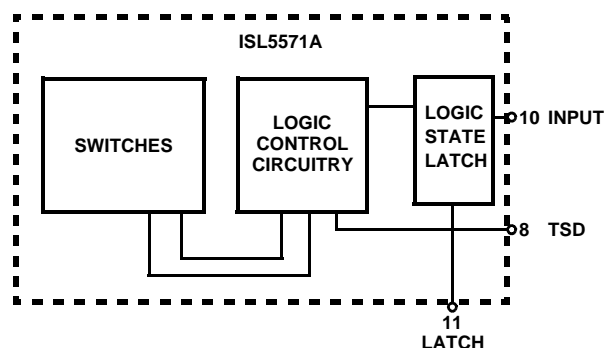 ISL5571A
SWITCHES
LOGIC
CONTROL
CIRCUITRY
LOGIC
STATE
LATCH
10 INPUT
8 TSD
11
LATCH